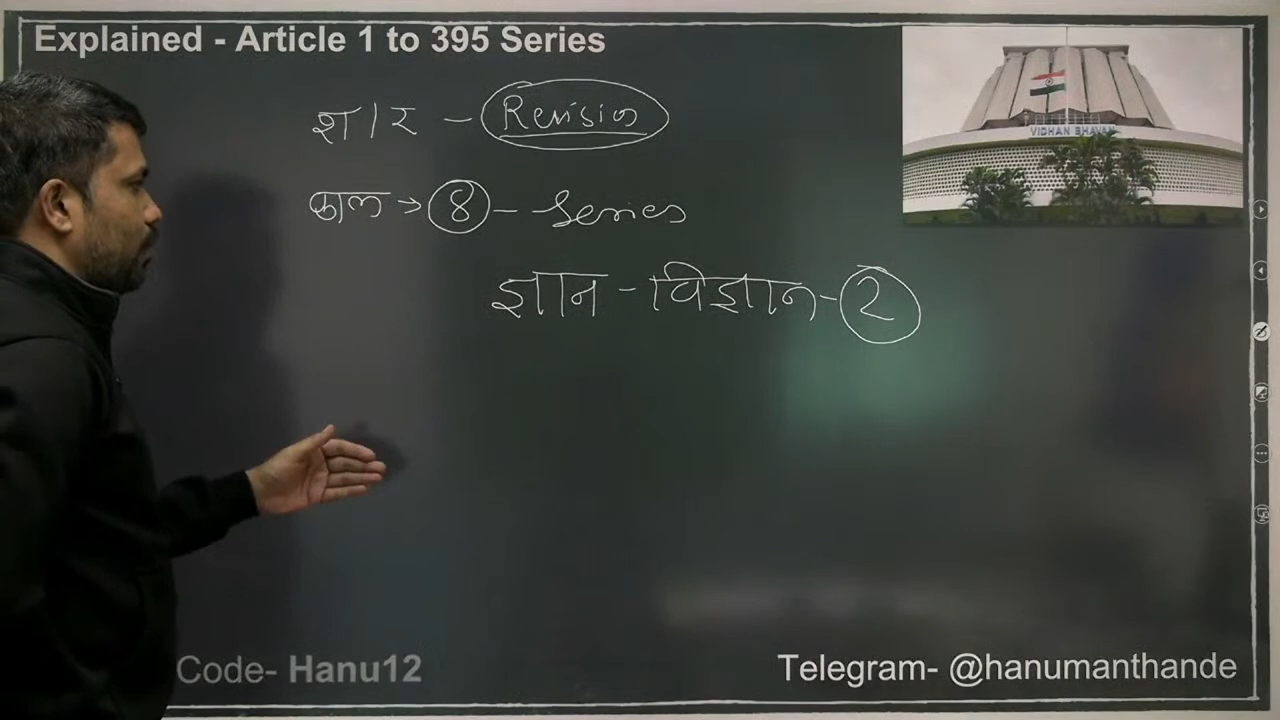 Explained - Article 1 to 395 Series
VIDHAN BHAVAN
श / र - Revision
काल → 8 - Series
ज्ञान - विज्ञान - 2
Code- Hanu12
Telegram- @hanumanthande